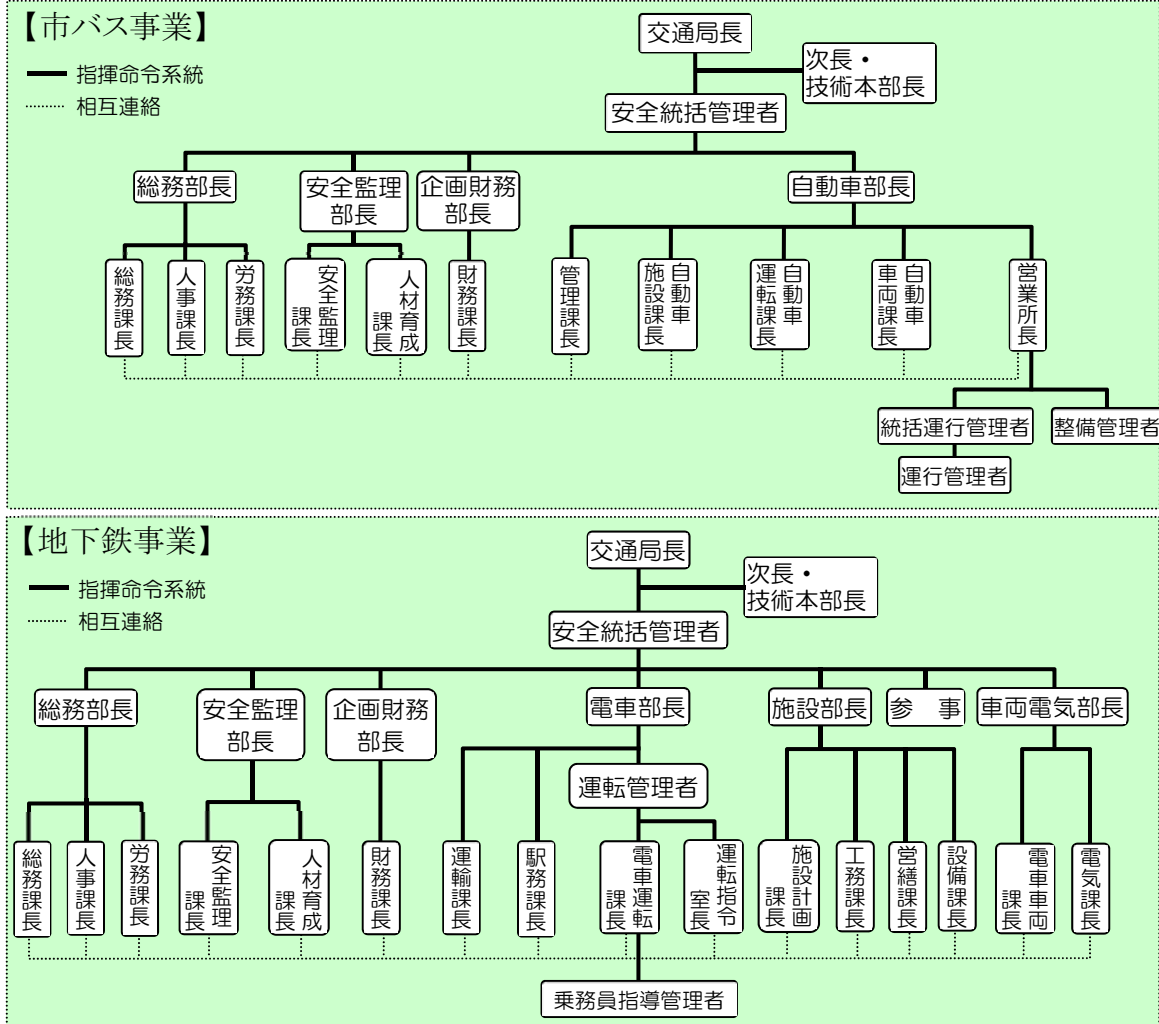 【市バス事業】
指揮命令系統
相互連絡
交通局長
次長・
技術本部長
安全統括管理者
総務部長
安全監理
部長
企画財務
部長
自動車部長
総務課長
人事課長
労務課長
安全監理
課長
人材育成
課長
財務課長
管理課長
自動車
施設課長
自動車
運転課長
自動車
車両課長
営業所長
統括運行管理者
整備管理者
運行管理者
【地下鉄事業】
指揮命令系統
相互連絡
交通局長
次長・
技術本部長
安全統括管理者
総務部長
安全監理
部長
企画財務
部長
電車部長
施設部長
参　事
車両電気部長
運転管理者
総務課長
人事課長
労務課長
安全監理
課長
人材育成
課長
財務課長
運輸課長
駅務課長
電車運転
課長
運転指令
室長
施設計画
課長
工務課長
営繕課長
設備課長
電車車両
課長
電気課長
乗務員指導管理者